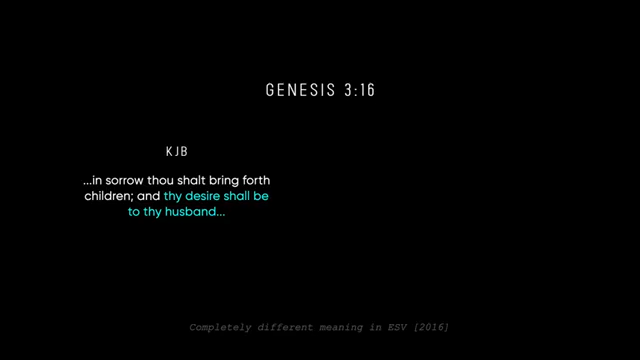 GENESIS 3:16
KJB
...in sorrow thou shalt bring forth
children; and thy desire shall be
to thy husband...
Completely different meaning in ESV [2016]